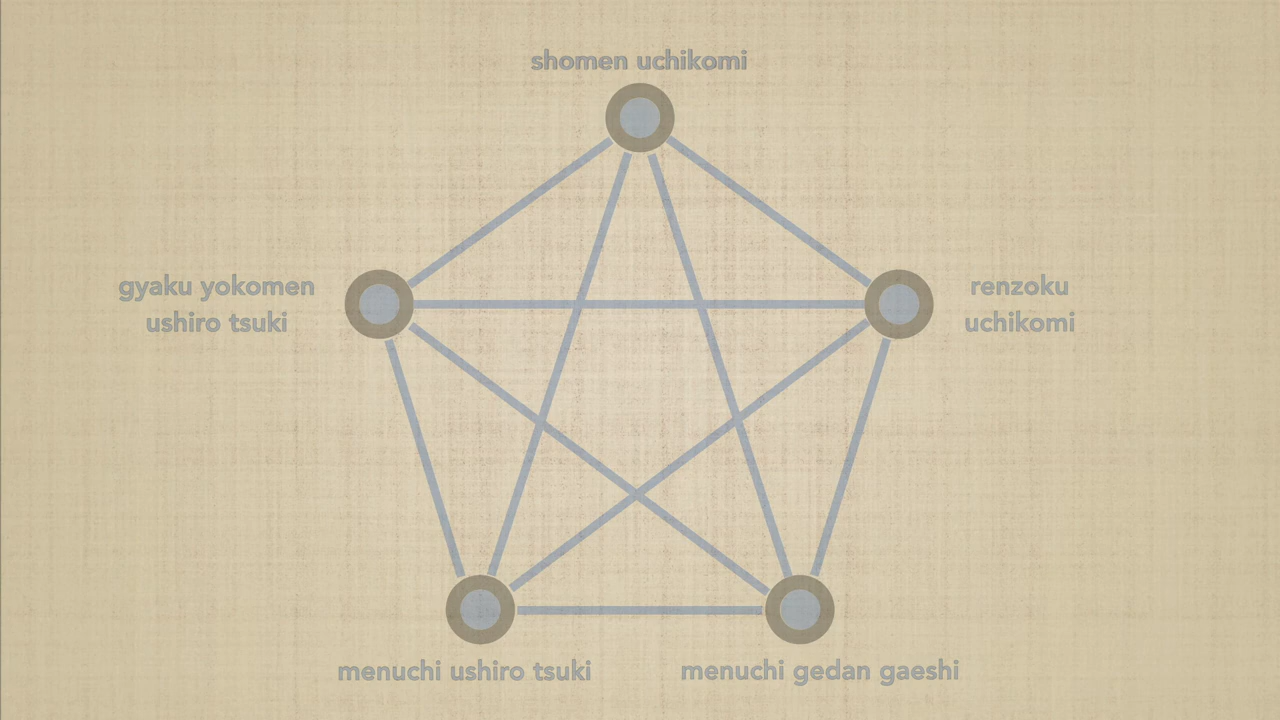 shomen uchikomi
gyaku yokomen
ushiro tsuki
renzoku
uchikomi
menuchi ushiro tsuki
menuchi gedan gaeshi